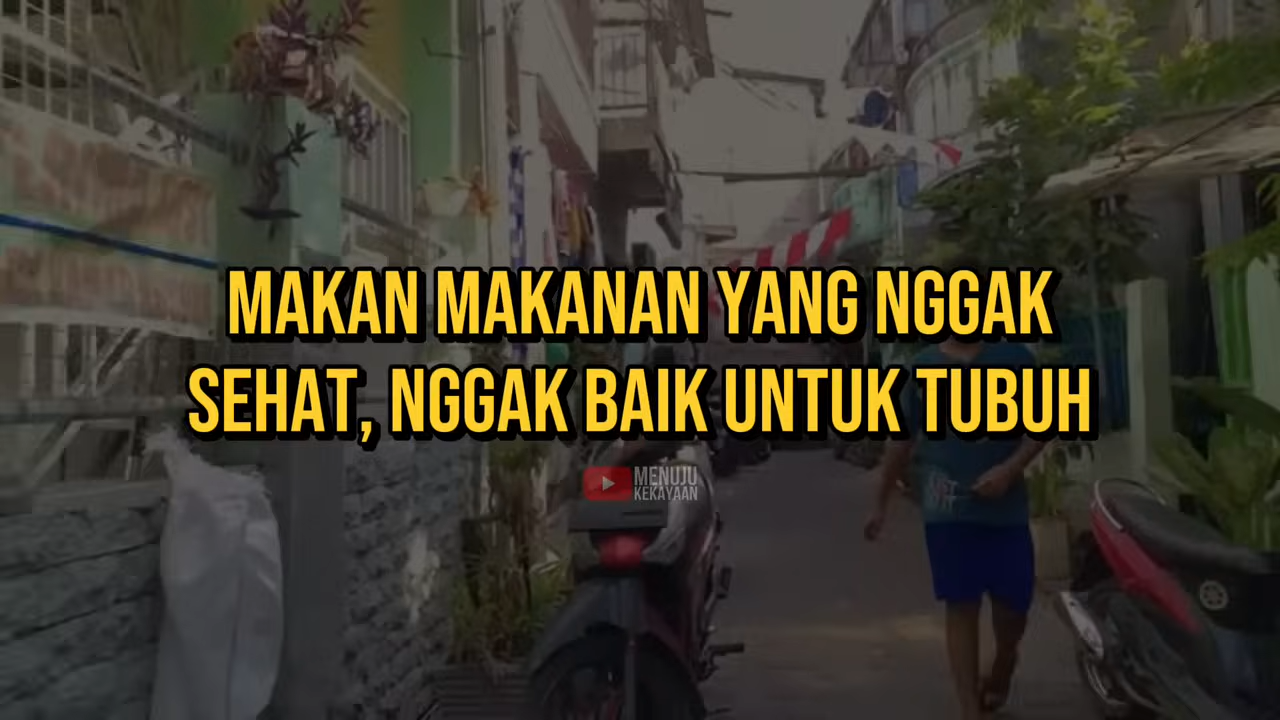 MAKAN MAKANAN YANG NGGAK
SEHAT, NGGAK BAIK UNTUK TUBUH
MENUJU
KEKAYAAN